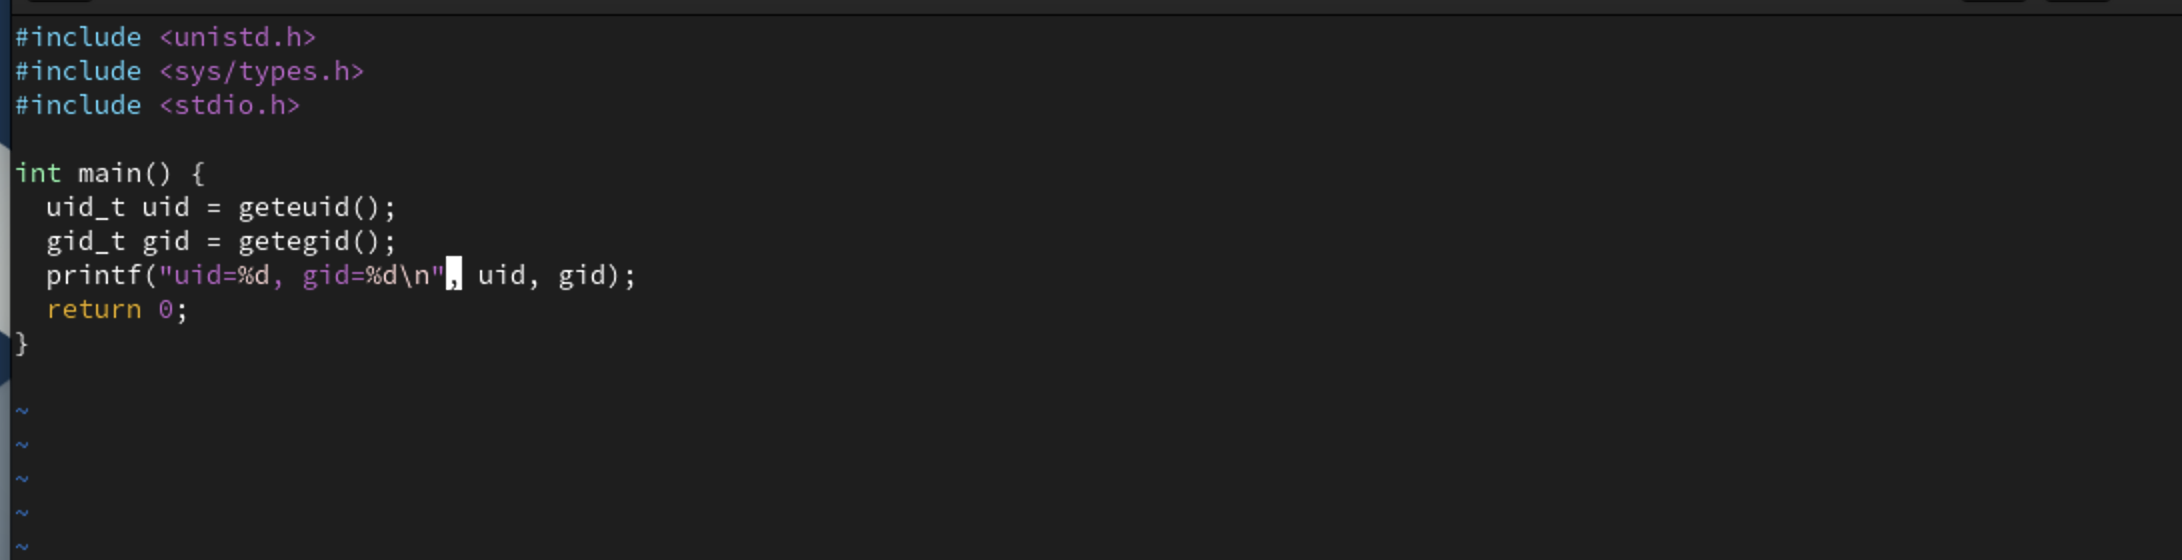 #include <unistd.h>
#include <sys/types.h>
#include <stdio.h>

int main() {
  uid_t uid = geteuid();
  gid_t gid = getegid();
  printf("uid=%d, gid=%d\n", uid, gid);
  return 0;
}

~
~
~
~
~